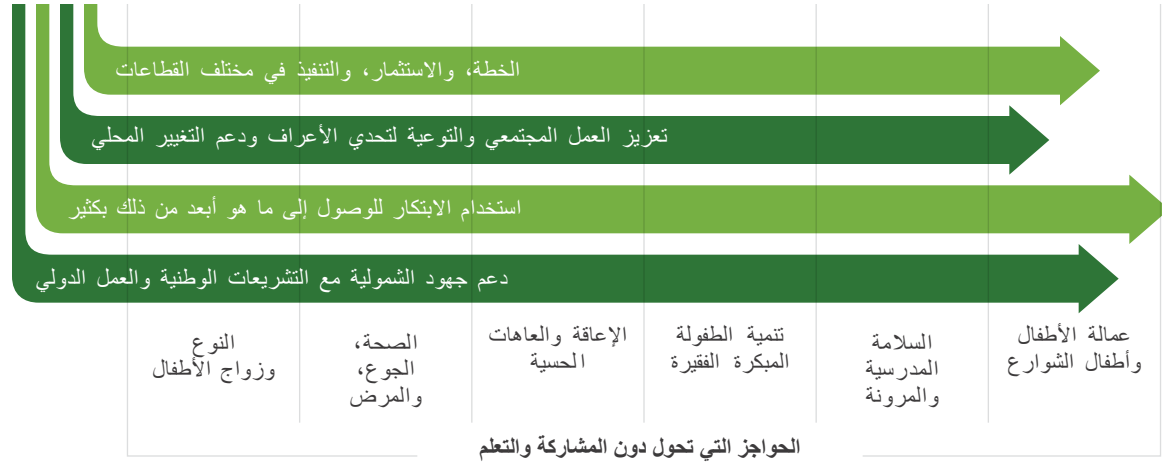 الخطة، والاستثمار، والتنفيذ في مختلف القطاعات
تعزيز العمل المجتمعي والتوعية لتحدي الأعراف ودعم التغيير المحلي
استخدام الابتكار للوصول إلى ما هو أبعد من ذلك بكثير
دعم جهود الشمولية مع التشريعات الوطنية والعمل الدولي
عمالة الأطفال
وأطفال الشوارع
السلامة
المدرسية
والمرونة
تنمية الطفولة
المبكرة الفقيرة
الإعاقة والعاهات
الحسية
الصحة،
الجوع،
والمرض
النوع
وزواج الأطفال
الحواجز التي تحول دون المشاركة والتعلم